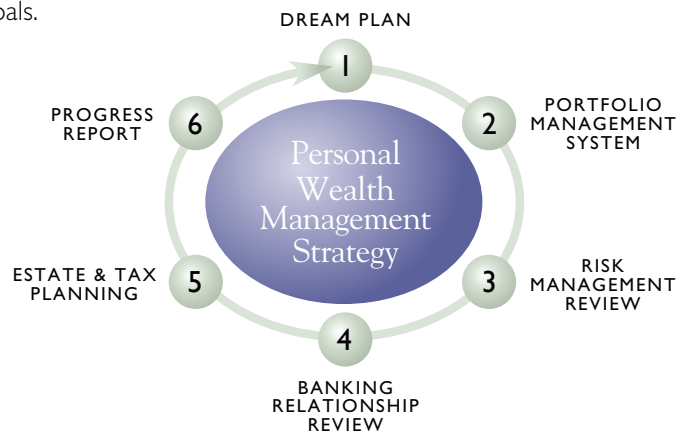 oals.
DREAM PLAN
1
PORTFOLIO
MANAGEMENT
SYSTEM
2
RISK
MANAGEMENT
REVIEW
3
BANKING
RELATIONSHIP
REVIEW
4
ESTATE & TAX
PLANNING
5
PROGRESS
REPORT
6
Personal
Wealth
Management
Strategy